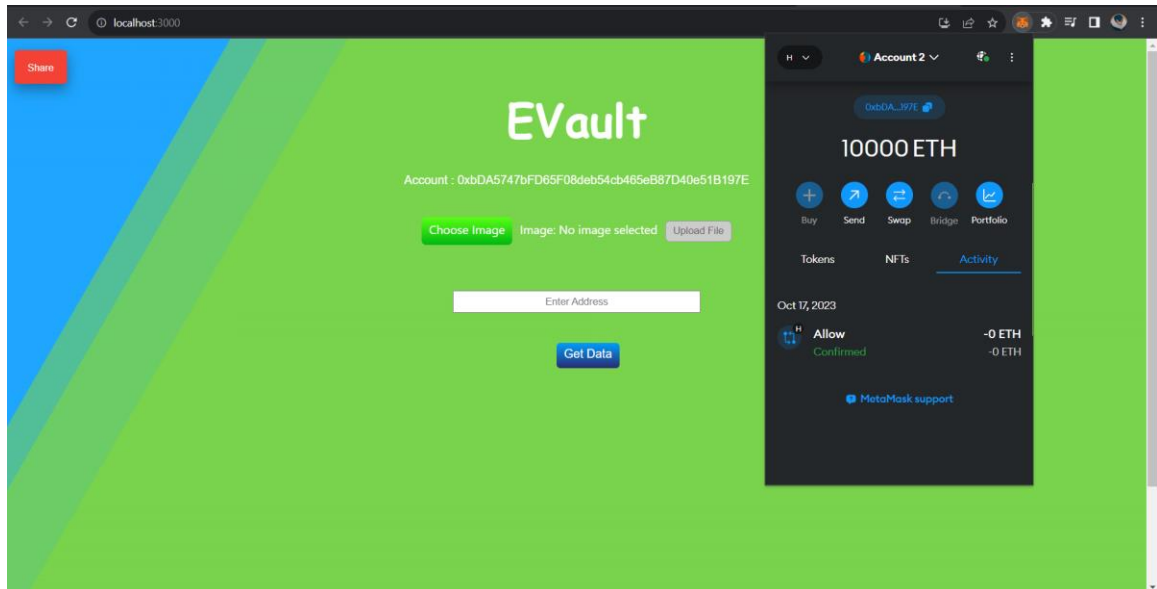 localhost:3000
Share
EVault
Account : 0xbDA5747bFD65F08deb54cb465eB87D40e51B197E
Choose Image Image: No image selected Upload File
Enter Address
Get Data
H Account 2
0xbDA...197E
10000 ETH
Buy Send Swap Bridge Portfolio
Tokens NFTs Activity
Oct 17, 2023
H Allow -0 ETH
Confirmed -0 ETH
MetaMask support